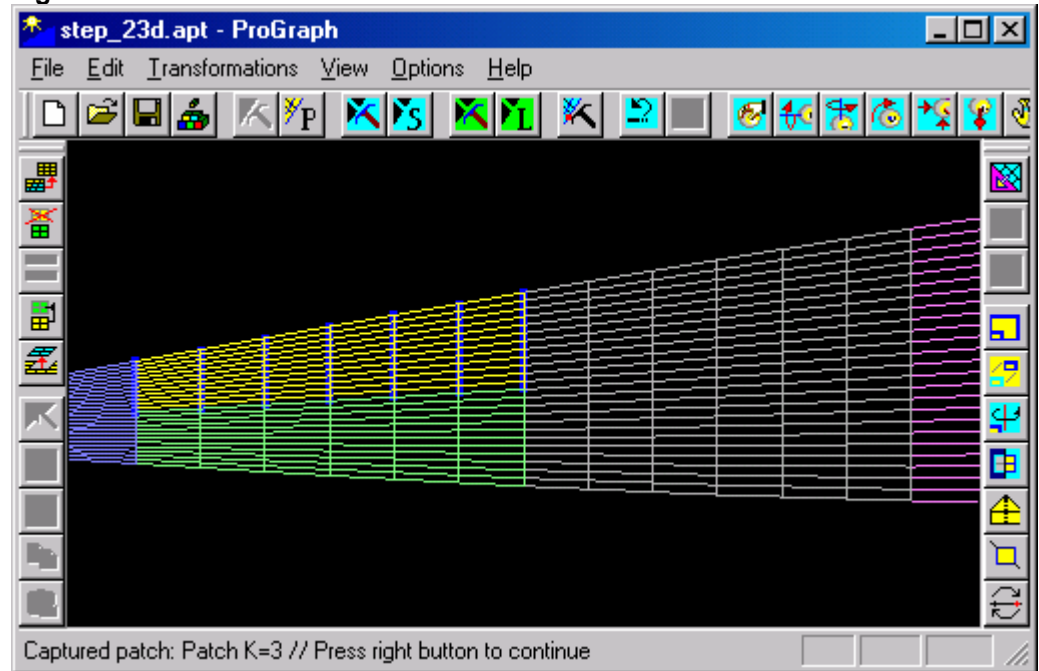 step_23d.apt - ProGraph
File Edit Transformations View Options Help
P S L
Captured patch: Patch K=3 // Press right button to continue